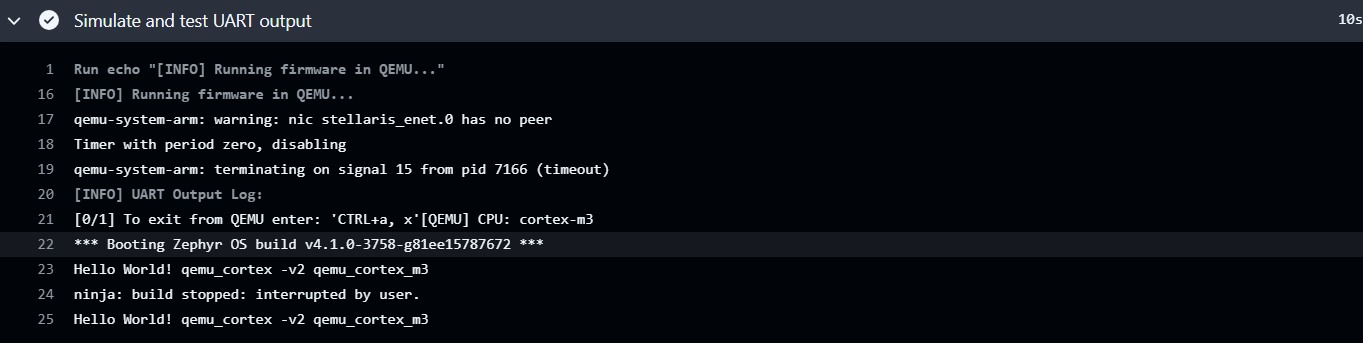 Simulate and test UART output
10s
1 Run echo "[INFO] Running firmware in QEMU..."
16 [INFO] Running firmware in QEMU...
17 qemu-system-arm: warning: nic stellaris_enet.0 has no peer
18 Timer with period zero, disabling
19 qemu-system-arm: terminating on signal 15 from pid 7166 (timeout)
20 [INFO] UART Output Log:
21 [0/1] To exit from QEMU enter: 'CTRL+a, x'[QEMU] CPU: cortex-m3
22 *** Booting Zephyr OS build v4.1.0-3758-g81ee15787672 ***
23 Hello World! qemu_cortex -v2 qemu_cortex_m3
24 ninja: build stopped: interrupted by user.
25 Hello World! qemu_cortex -v2 qemu_cortex_m3